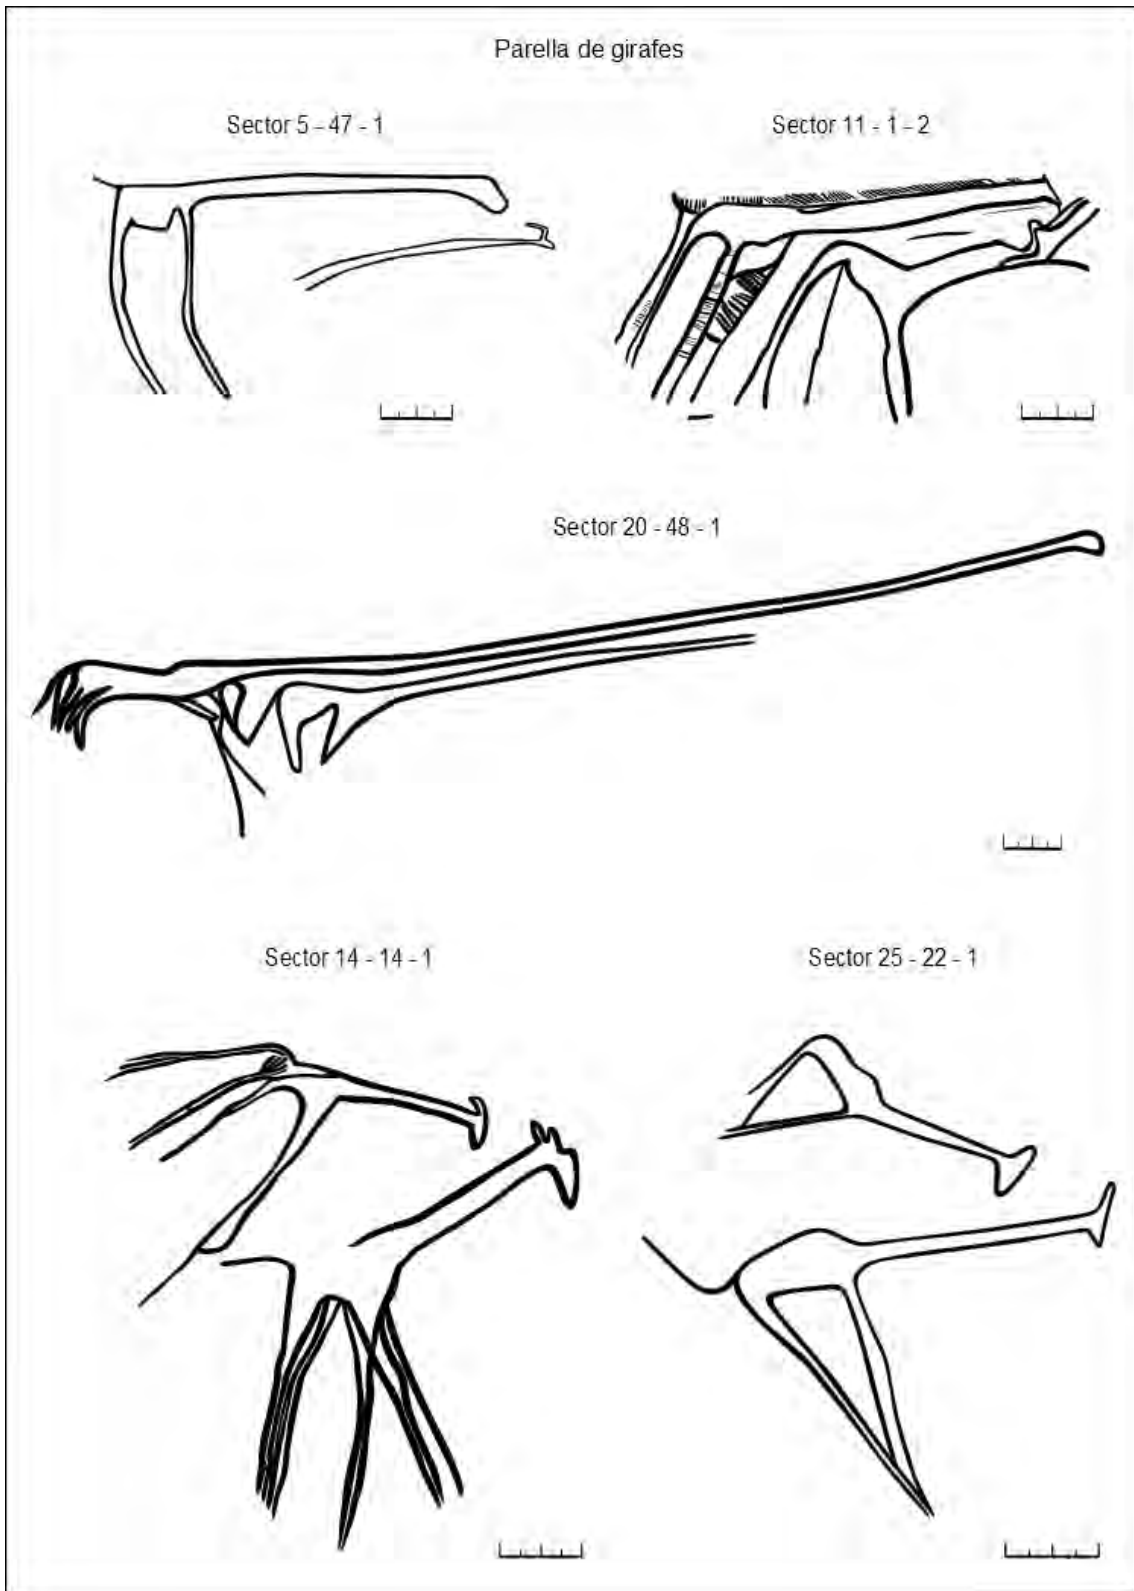 Parella de girafes
Sector 5 - 47 - 1
Sector 11 - 1 - 2
Sector 20 - 48 - 1
Sector 14 - 14 - 1
Sector 25 - 22 - 1